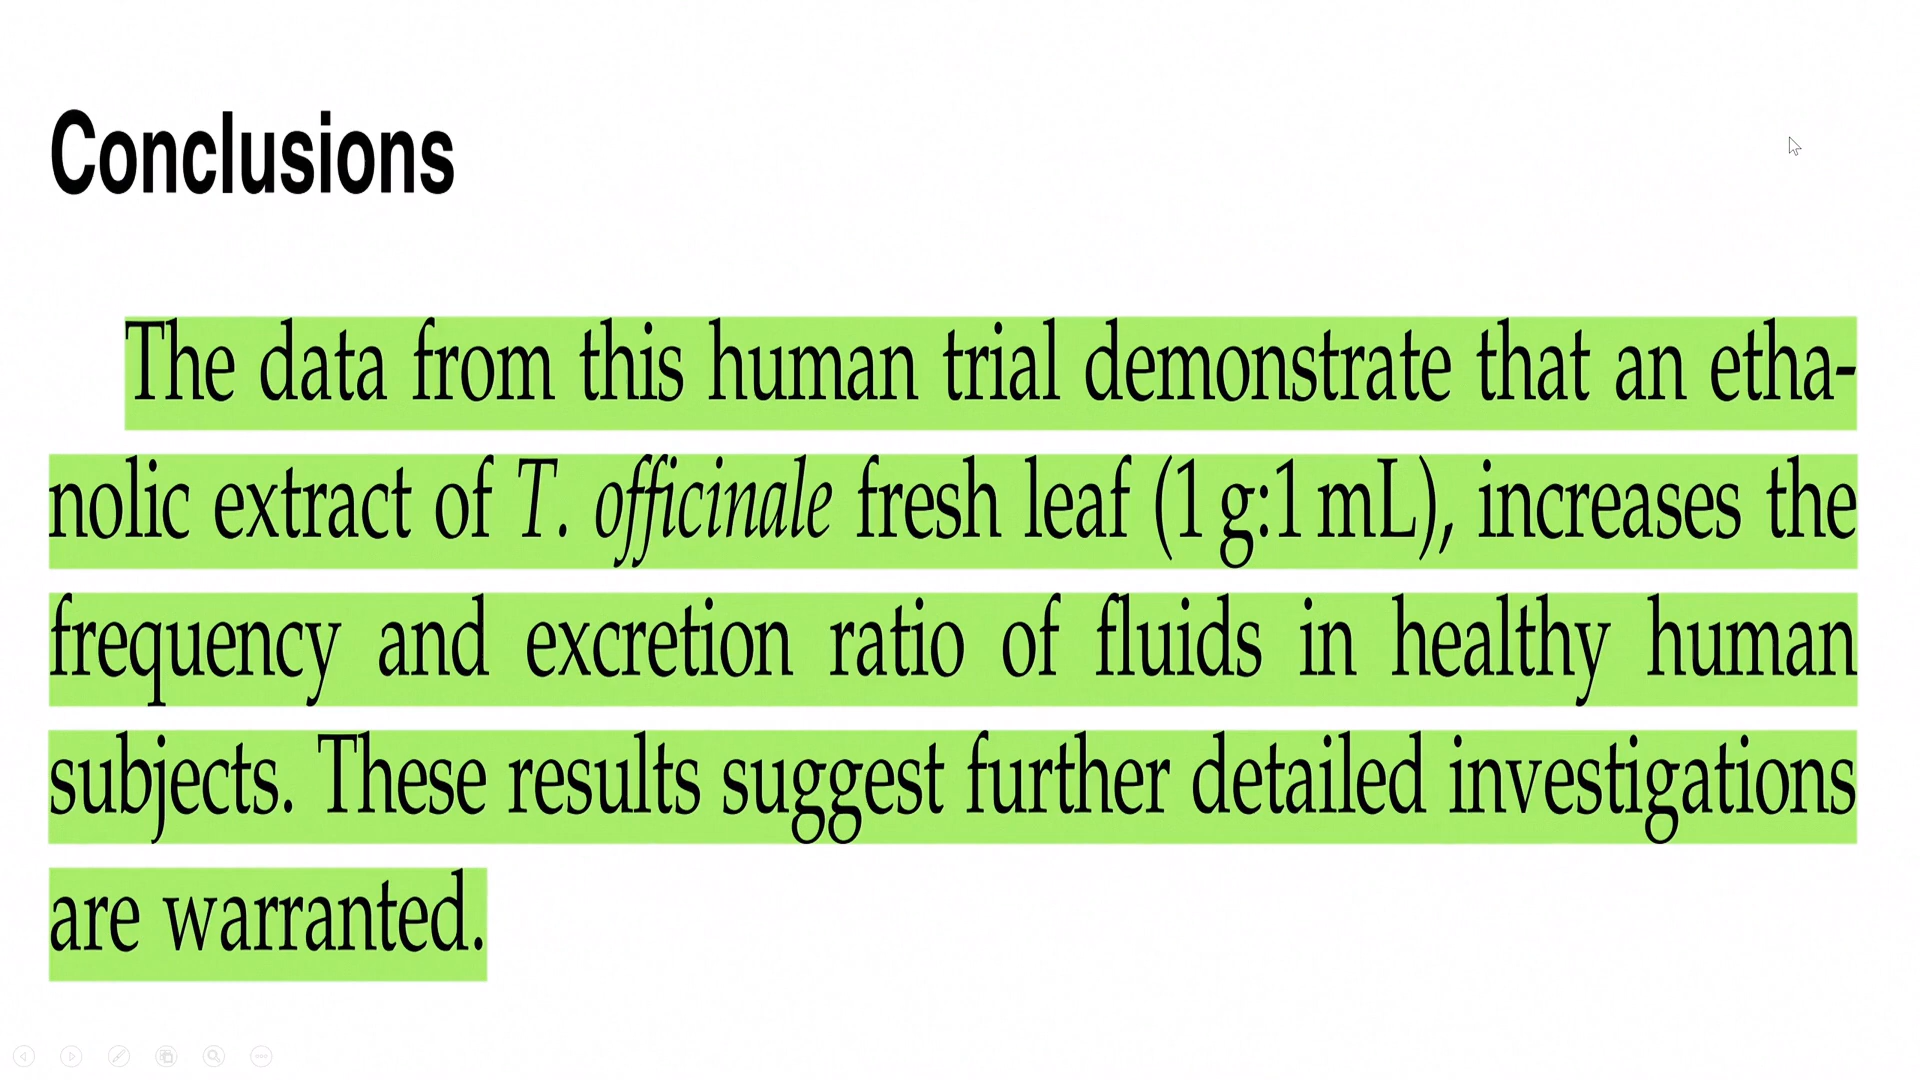 Conclusions
The data from this human trial demonstrate that an etha-
nolic extract of T. officinale fresh leaf (1 g:1 mL), increases the
frequency and excretion ratio of fluids in healthy human
subjects. These results suggest further detailed investigations
are warranted.